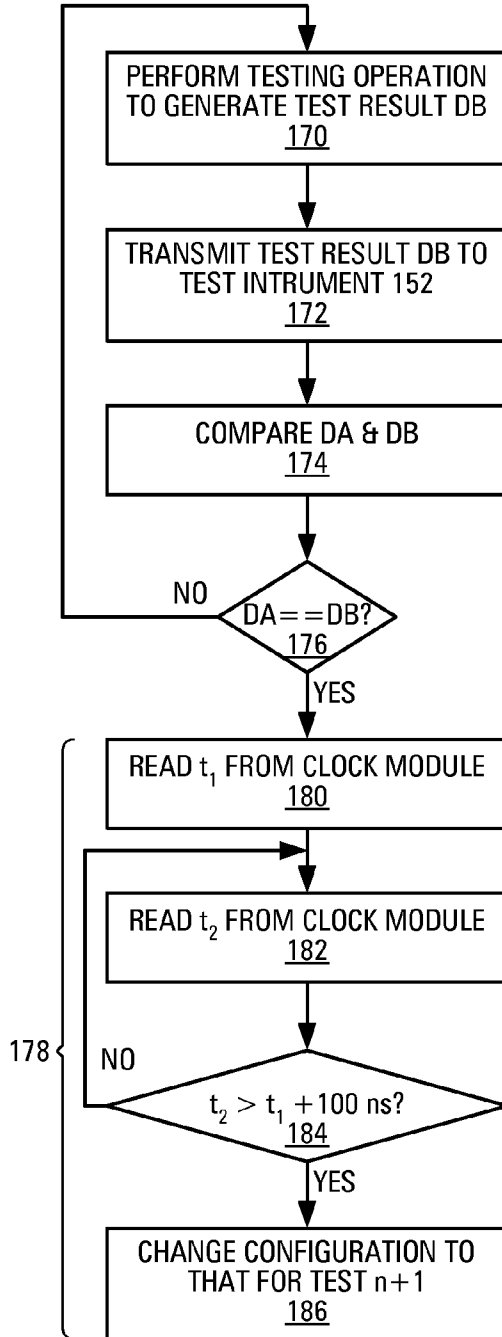 PERFORM TESTING OPERATION
TO GENERATE TEST RESULT DB
170
TRANSMIT TEST RESULT DB TO
TEST INTRUMENT 152
172
COMPARE DA & DB
174
NO
DA==DB?
176
YES
READ t₁ FROM CLOCK MODULE
180
READ t₂ FROM CLOCK MODULE
182
178
NO
t₂ > t₁ +100 ns?
184
YES
CHANGE CONFIGURATION TO
THAT FOR TEST n+1
186